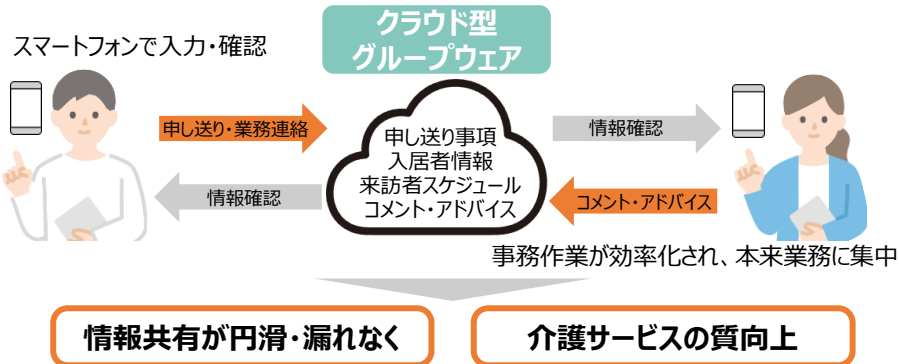 クラウド型
グループウェア
スマートフォンで入力・確認
申し送り・業務連絡
情報確認
申し送り事項
入居者情報
来訪者スケジュール
コメント・アドバイス
情報確認
コメント・アドバイス
事務作業が効率化され、本来業務に集中
情報共有が円滑・漏れなく
介護サービスの質向上